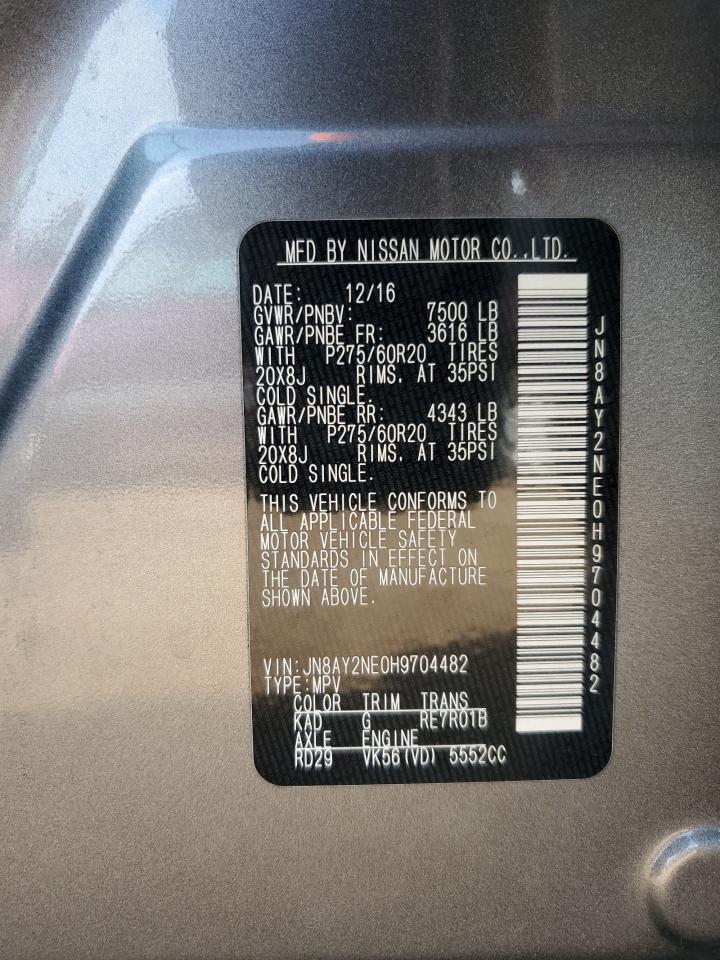 MFD BY NISSAN MOTOR CO.,LTD.
DATE: 12/16
GVWR/PNBV: 7500 LB
GAWR/PNBE FR: 3616 LB
WITH P275/60R20 TIRES
20X8J RIMS, AT 35PSI
COLD SINGLE.
GAWR/PNBE RR: 4343 LB
WITH P275/60R20 TIRES
20X8J RIMS, AT 35PSI
COLD SINGLE.
THIS VEHICLE CONFORMS TO
ALL APPLICABLE FEDERAL
MOTOR VEHICLE SAFETY
STANDARDS IN EFFECT ON
THE DATE OF MANUFACTURE
SHOWN ABOVE.
VIN:JN8AY2NE0H9704482
TYPE:MPV
COLOR TRIM TRANS
KAD G RE7R01B
AXLE ENGINE
RD29 VK56(VD) 5552CC
JN8AY2NE0H9704482